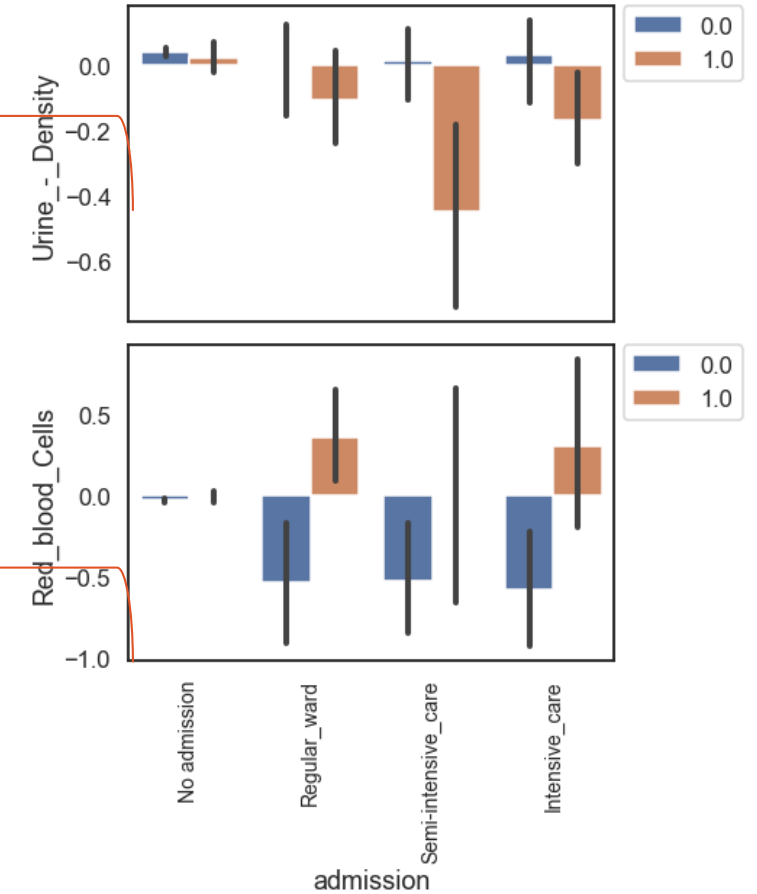 0.0
1.0
Urine_-_Density
0.0
−0.2
−0.4
−0.6
0.0
1.0
Red_blood_Cells
0.5
0.0
−0.5
−1.0
No admission
Regular_ward
Semi-intensive_care
Intensive_care
admission